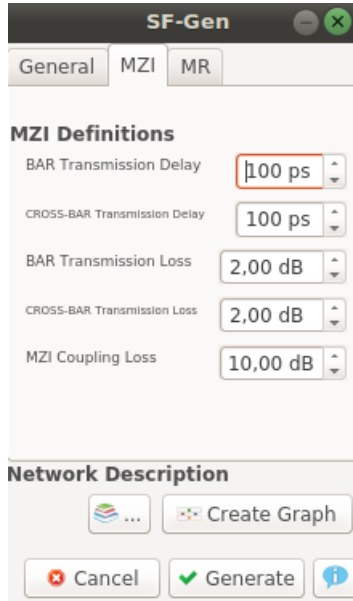 SF-Gen
General MZI MR
MZI Definitions
BAR Transmission Delay 100 ps
CROSS-BAR Transmission Delay 100 ps
BAR Transmission Loss 2,00 dB
CROSS-BAR Transmission Loss 2,00 dB
MZI Coupling Loss 10,00 dB
Network Description
... Create Graph
Cancel Generate